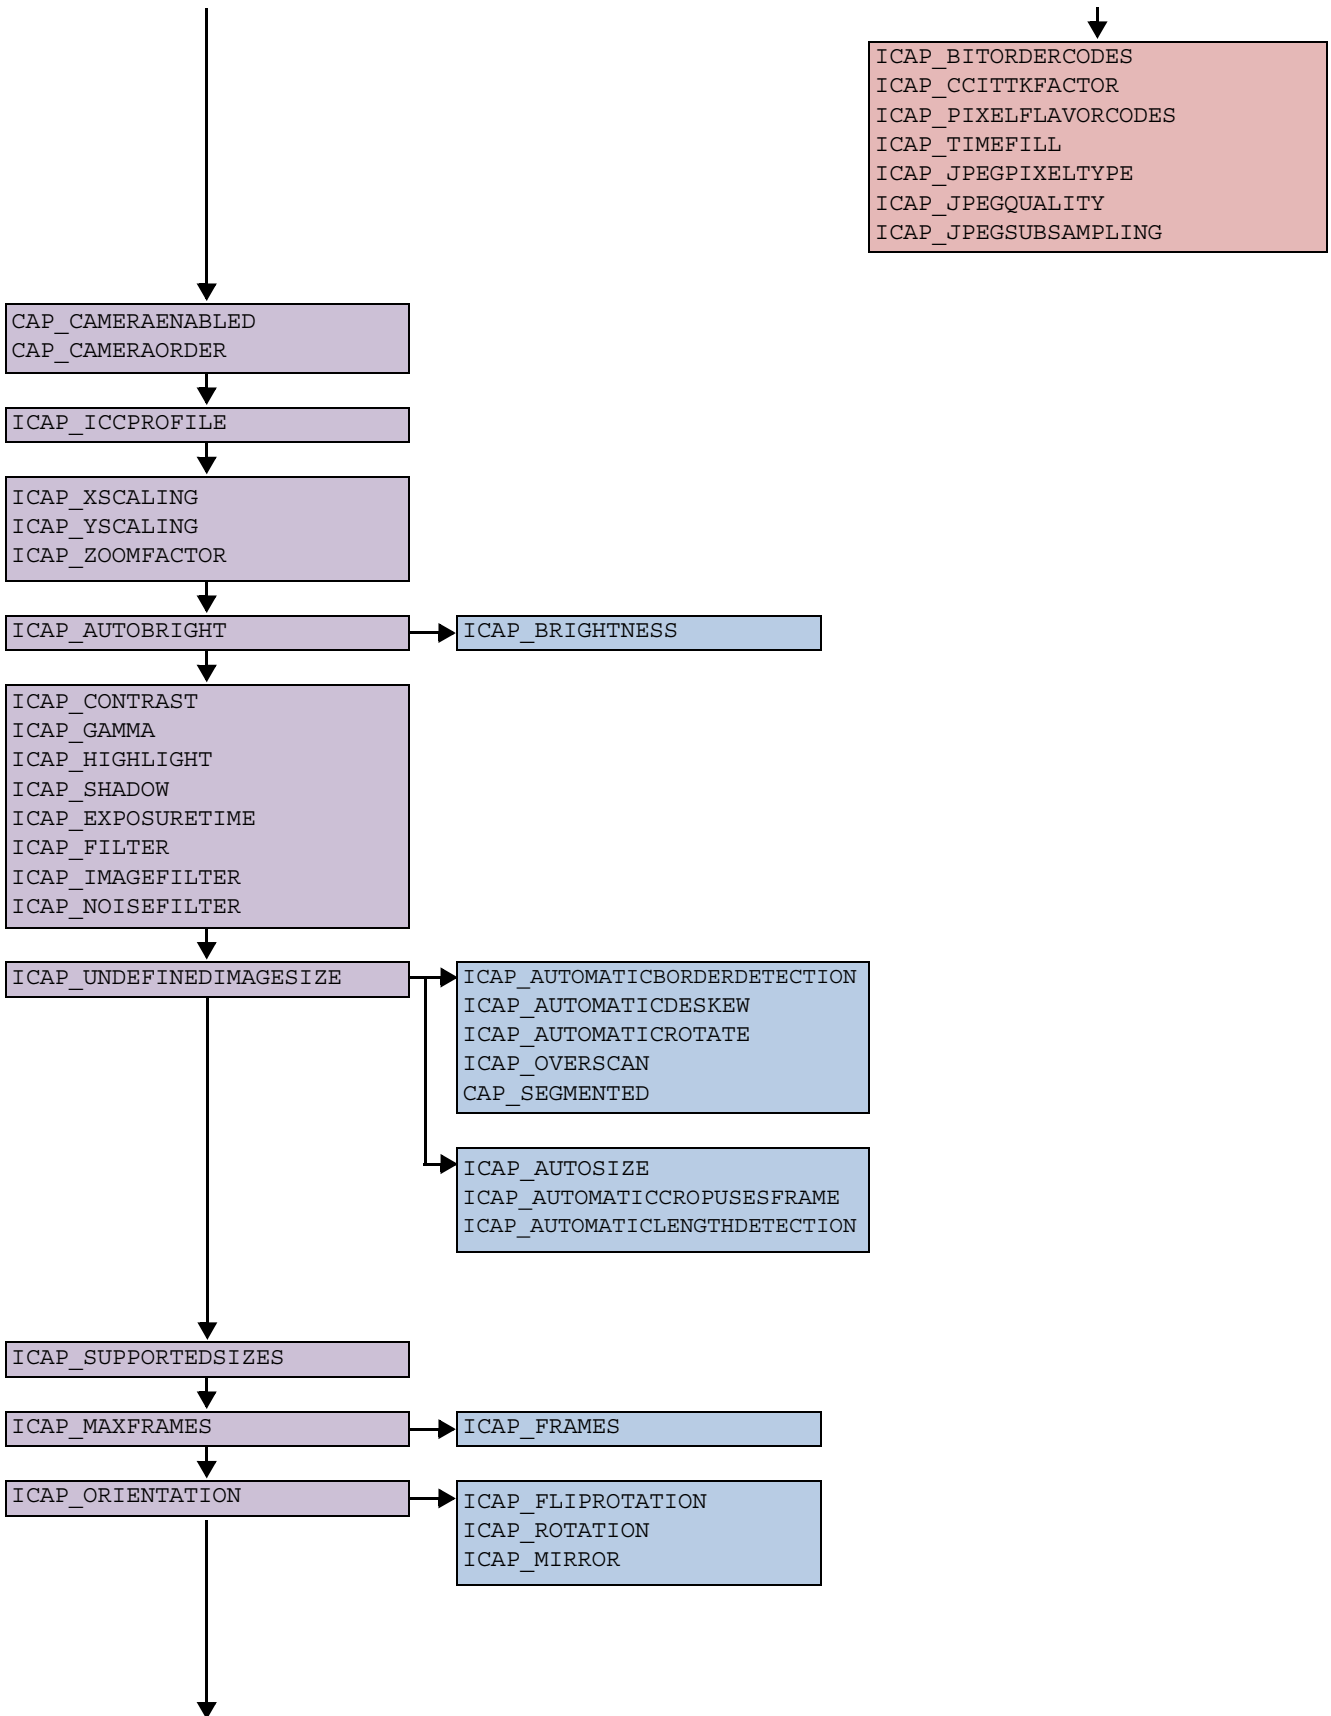 ICAP_BITORDERCODES
ICAP_CCITTKFACTOR
ICAP_PIXELFLAVORCODES
ICAP_TIMEFILL
ICAP_JPEGPIXELTYPE
ICAP_JPEGQUALITY
ICAP_JPEGSUBSAMPLING
CAP_CAMERAENABLED
CAP_CAMERAORDER
ICAP_ICCPROFILE
ICAP_XSCALING
ICAP_YSCALING
ICAP_ZOOMFACTOR
ICAP_AUTOBRIGHT
ICAP_BRIGHTNESS
ICAP_CONTRAST
ICAP_GAMMA
ICAP_HIGHLIGHT
ICAP_SHADOW
ICAP_EXPOSURETIME
ICAP_FILTER
ICAP_IMAGEFILTER
ICAP_NOISEFILTER
ICAP_UNDEFINEDIMAGESIZE
ICAP_AUTOMATICBORDERDETECTION
ICAP_AUTOMATICDESKEW
ICAP_AUTOMATICROTATE
ICAP_OVERSCAN
CAP_SEGMENTED
ICAP_AUTOSIZE
ICAP_AUTOMATICCROPUSESFRAME
ICAP_AUTOMATICLENGTHDETECTION
ICAP_SUPPORTEDSIZES
ICAP_MAXFRAMES
ICAP_FRAMES
ICAP_ORIENTATION
ICAP_FLIPROTATION
ICAP_ROTATION
ICAP_MIRROR